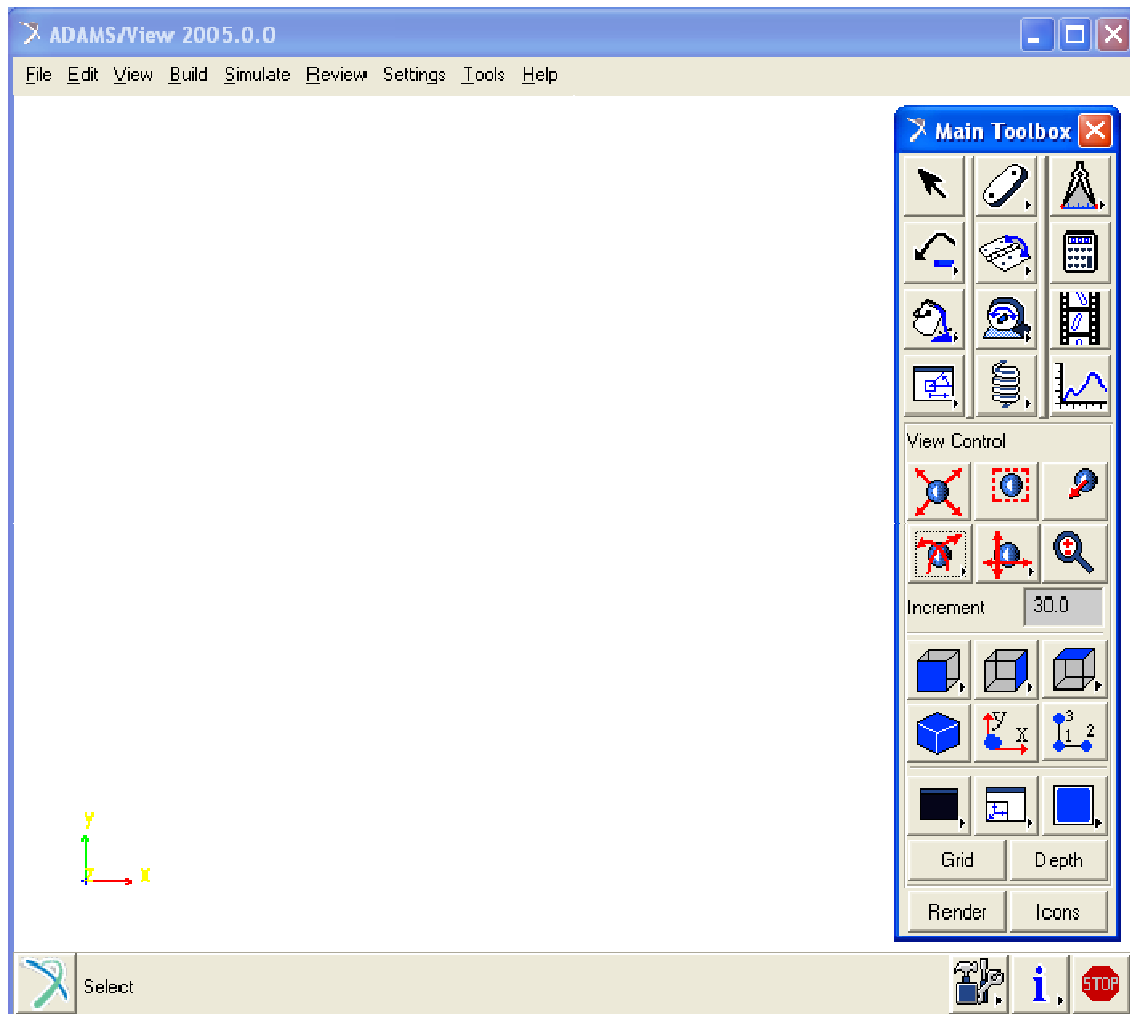 ADAMS/View 2005.0.0
File Edit View Build Simulate Review Settings Tools Help
Main Toolbox
View Control
Increment 30.0
y x
3
1 2
Grid Depth
Render Icons
y
z x
Select
i STOP